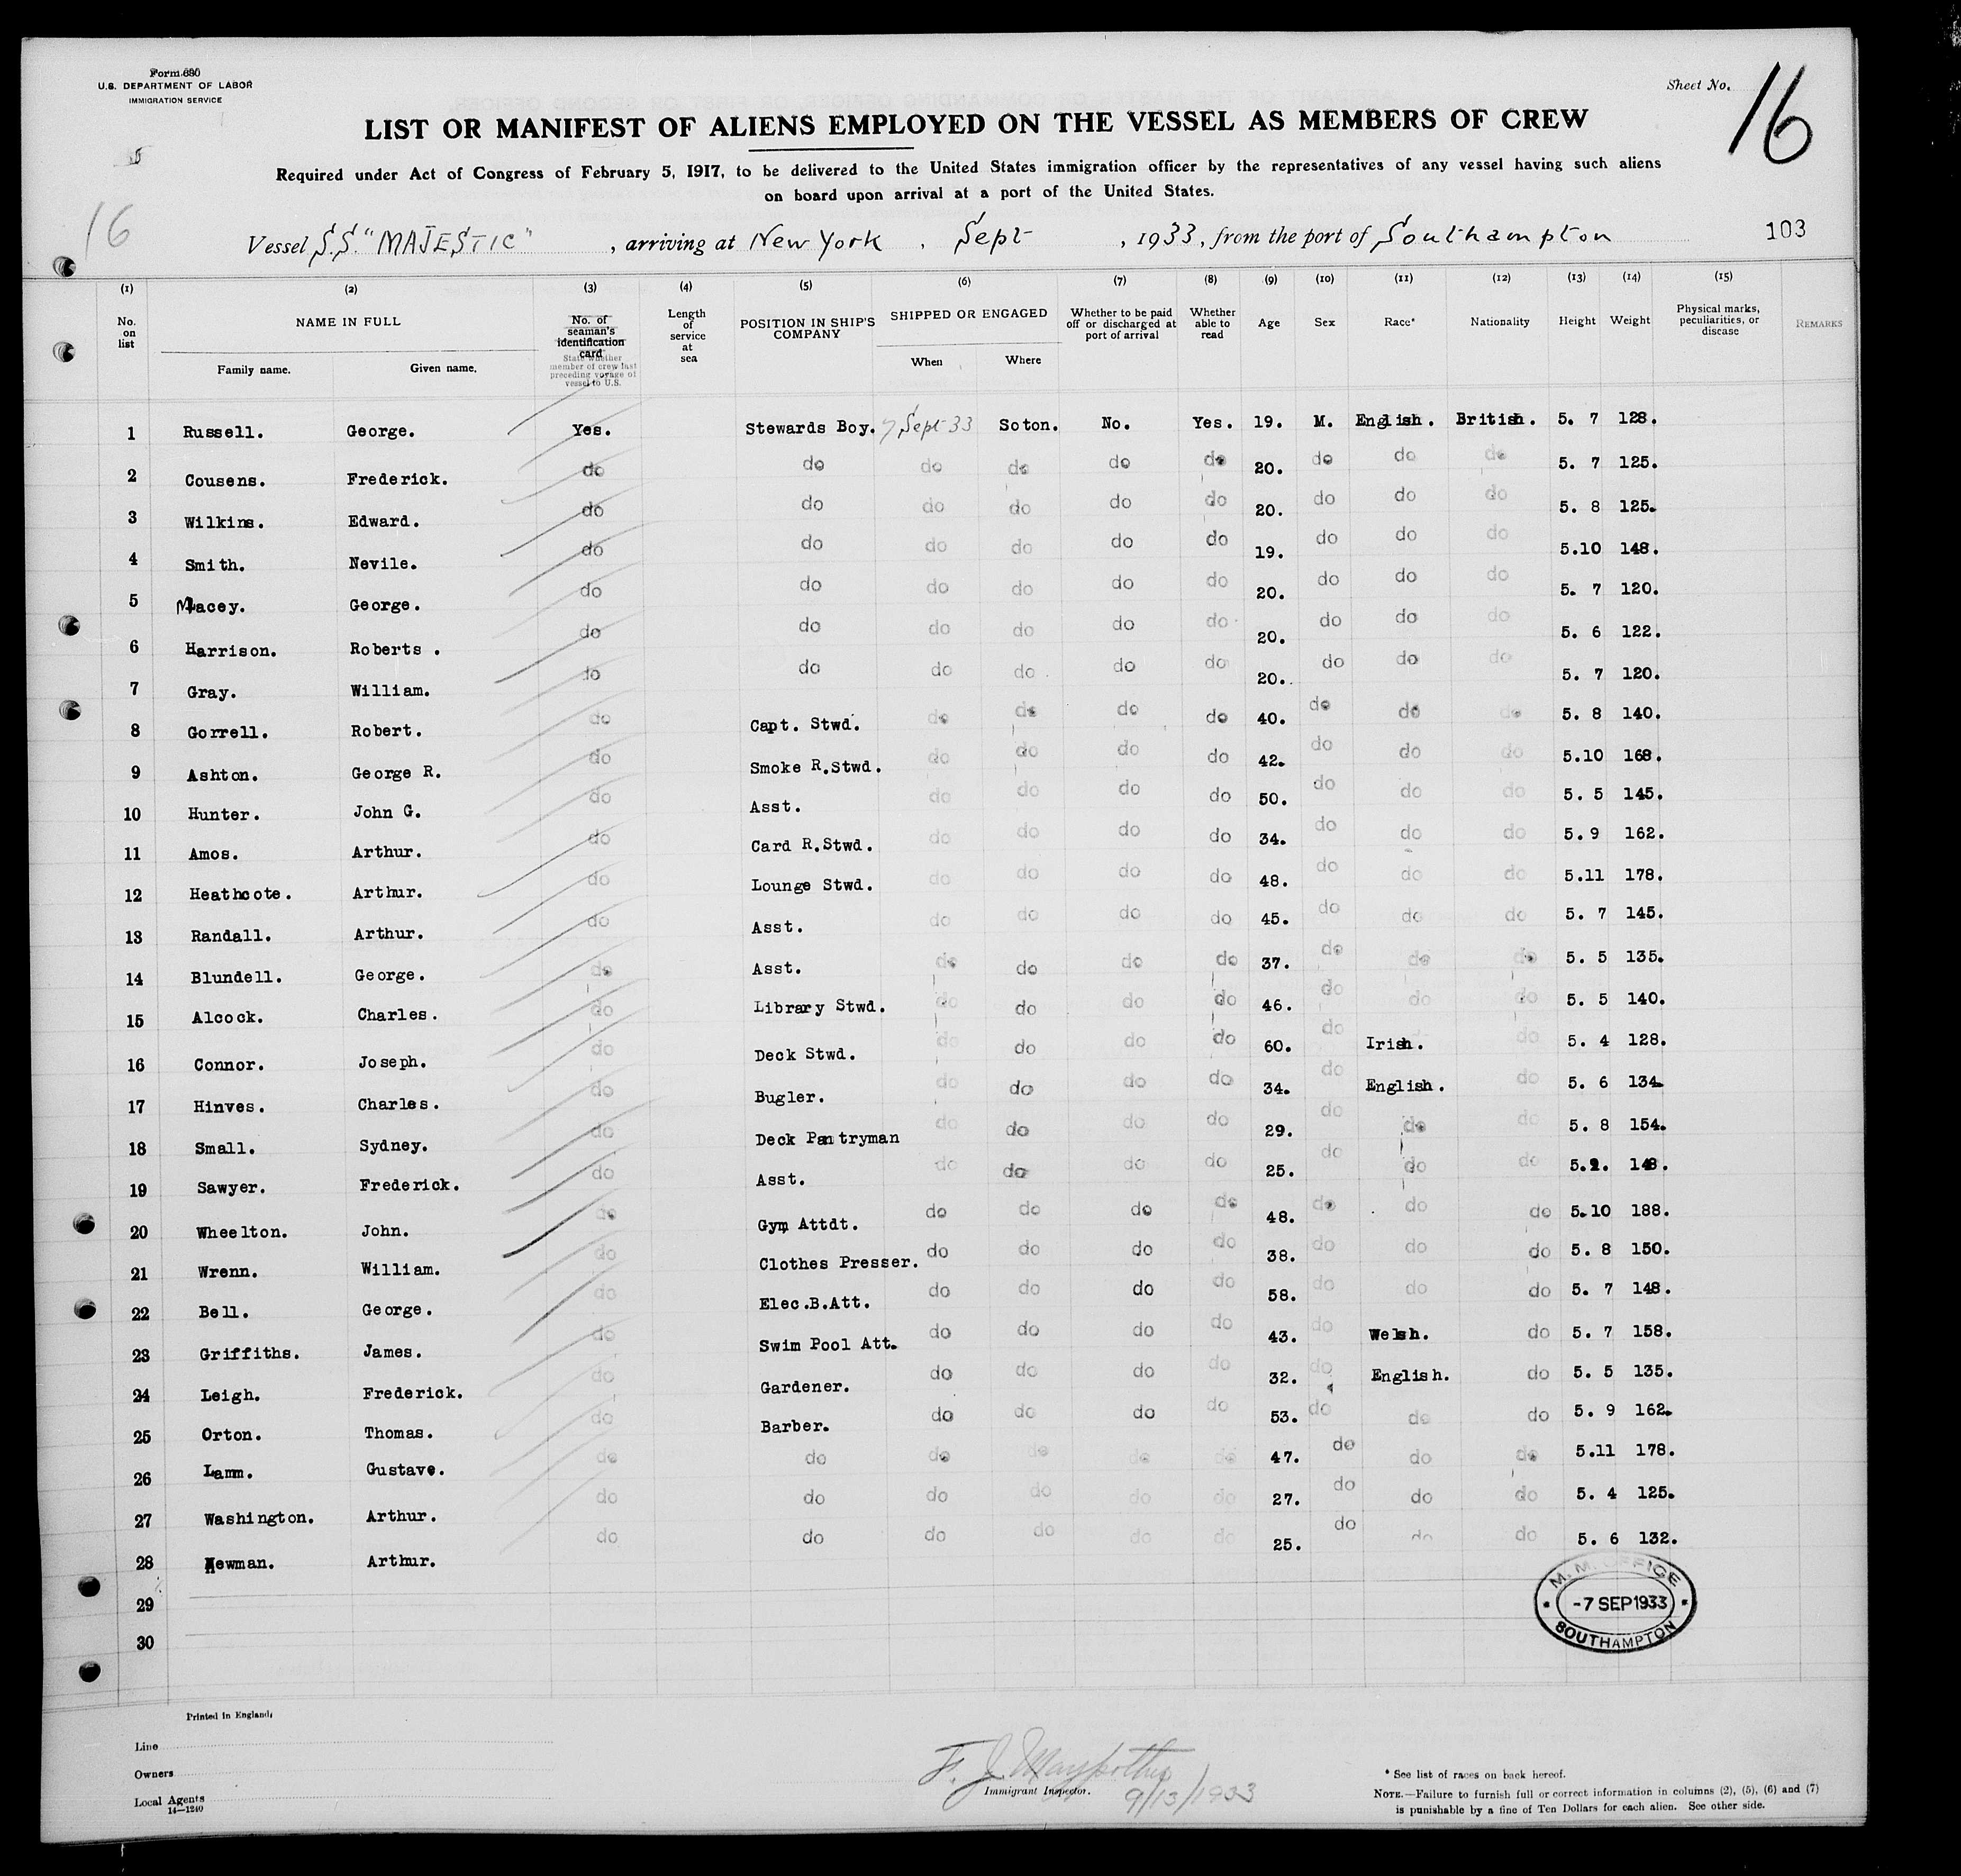 Form 680
U.S. DEPARTMENT OF LABOR
IMMIGRATION SERVICE
Sheet No. 16
LIST OR MANIFEST OF ALIENS EMPLOYED ON THE VESSEL AS MEMBERS OF CREW
Required under Act of Congress of February 5, 1917, to be delivered to the United States immigration officer by the representatives of any vessel having such aliens
on board upon arrival at a port of the United States.
16
Vessel S.S. "MAJESTIC", arriving at New York, Sept, 1933, from the port of Southampton
103
(1) (2) (3) (4) (5) (6) (7) (8) (9) (10) (11) (12) (13) (14) (15)
No. on list NAME IN FULL Family name. Given name. No. of seaman's identification card State whether member of crew last preceding voyage of vessel to U.S. Length of service at sea POSITION IN SHIP'S COMPANY SHIPPED OR ENGAGED When Where Whether to be paid off or discharged at port of arrival Whether able to read Age Sex Race* Nationality Height Weight Physical marks, peculiarities, or disease REMARKS
1 Russell. George. Yes. Stewards Boy. 7 Sept 33 Soton. No. Yes. 19. M. English. British. 5. 7 128.
2 Cousens. Frederick. do do do do do do 20. do do do 5. 7 125.
3 Wilkins. Edward. do do do do do do 20. do do do 5. 8 125.
4 Smith. Nevile. do do do do do do 19. do do do 5.10 148.
5 Macey. George. do do do do do do 20. do do do 5. 7 120.
6 Harrison. Roberts . do do do do do do 20. do do do 5. 6 122.
7 Gray. William. do do do do do do 20. do do do 5. 7 120.
8 Gorrell. Robert. do Capt. Stwd. do do do do 40. do do do 5. 8 140.
9 Ashton. George R. do Smoke R.Stwd. do do do do 42. do do do 5.10 168.
10 Hunter. John G. do Asst. do do do do 50. do do do 5. 5 145.
11 Amos. Arthur. do Card R.Stwd. do do do do 34. do do do 5. 9 162.
12 Heathcote. Arthur. do Lounge Stwd. do do do do 48. do do do 5.11 178.
13 Randall. Arthur. do Asst. do do do do 45. do do do 5. 7 145.
14 Blundell. George. do Asst. do do do do 37. do do do 5. 5 135.
15 Alcock. Charles. do Library Stwd. do do do do 46. do do do 5. 5 140.
16 Connor. Joseph. do Deck Stwd. do do do do 60. do Irish. do 5. 4 128.
17 Hinves. Charles. do Bugler. do do do do 34. do English. do 5. 6 134.
18 Small. Sydney. do Deck Pantryman do do do do 29. do do do 5. 8 154.
19 Sawyer. Frederick. do Asst. do do do do 25. do do do 148.
20 Wheelton. John. do Gym Attdt. do do do do 48. do do do 5.10 188.
21 Wrenn. William. do Clothes Presser. do do do do 38. do do do 5. 8 150.
22 Bell. George. do Elec.B.Att. do do do do 58. do do do 5. 7 148.
23 Griffiths. James. do Swim Pool Att. do do do do 43. do Welsh. do 5. 7 158.
24 Leigh. Frederick. do Gardener. do do do do 32. do English. do 5. 5 135.
25 Orton. Thomas. do Barber. do do do do 53. do do do 5. 9 162.
26 Lamm. Gustave. do do do do do do 47. do do do 5.11 178.
27 Washington. Arthur. do do do do do do 27. do do do 5. 4 125.
28 Newman. Arthur. do do do do do do 25. do do do 5. 6 132.
29
30
M. M. OFFICE
-7 SEP 1933
SOUTHAMPTON
Printed in England.
Line
Owners
Local Agents
14—1240
F. J.
Immigrant Inspector.
9/13/1933
* See list of races on back hereof.
NOTE.—Failure to furnish full or correct information in columns (2), (5), (6) and (7)
is punishable by a fine of Ten Dollars for each alien. See other side.